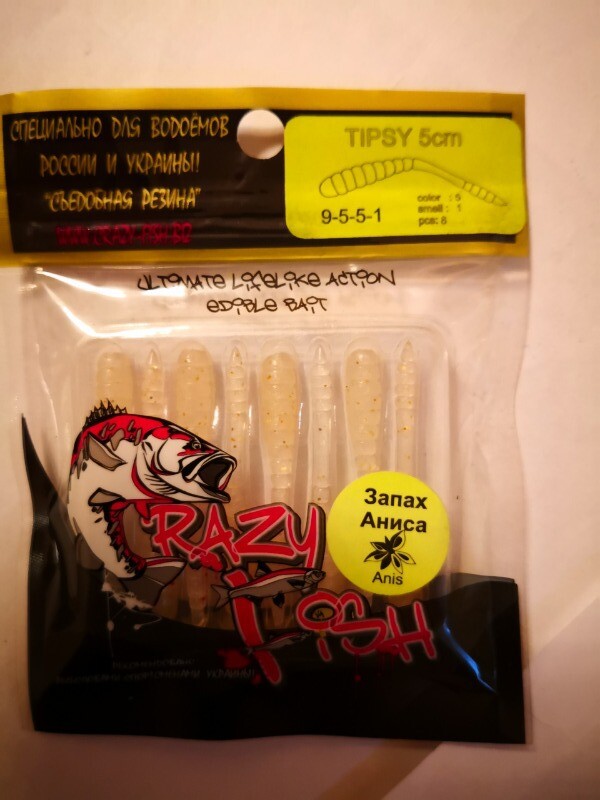 СПЕЦИАЛЬНО ДЛЯ ВОДОЁМОВ
РОССИИ И УКРАИНЫ!
"СЪЕДОБНАЯ РЕЗИНА"
TIPSY 5cm
9-5-5-1
color : 5
smell : 1
pcs: 8
ULTIMATE LIFELIKE ACTION
EDIBLE BAIT
CRAZY
FISH
Запах
Аниса
Anis